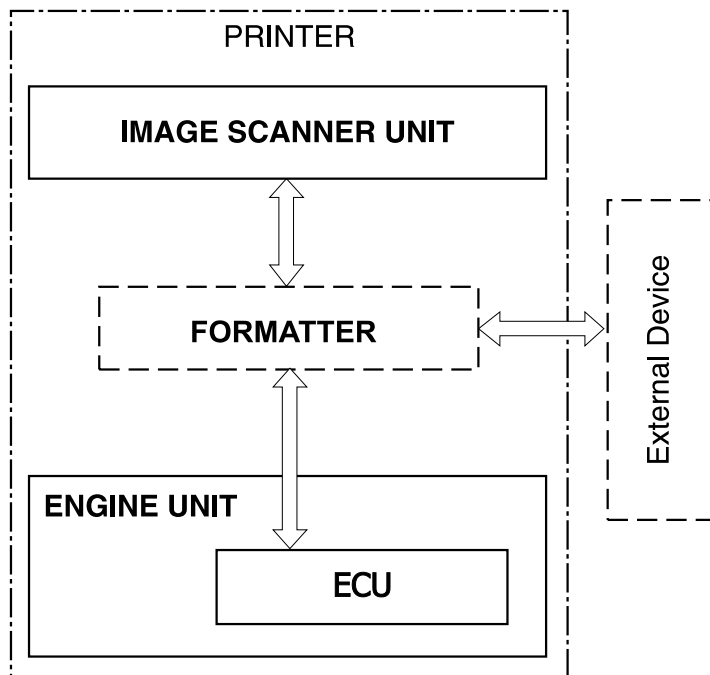 PRINTER
IMAGE SCANNER UNIT
FORMATTER
External Device
ENGINE UNIT
ECU